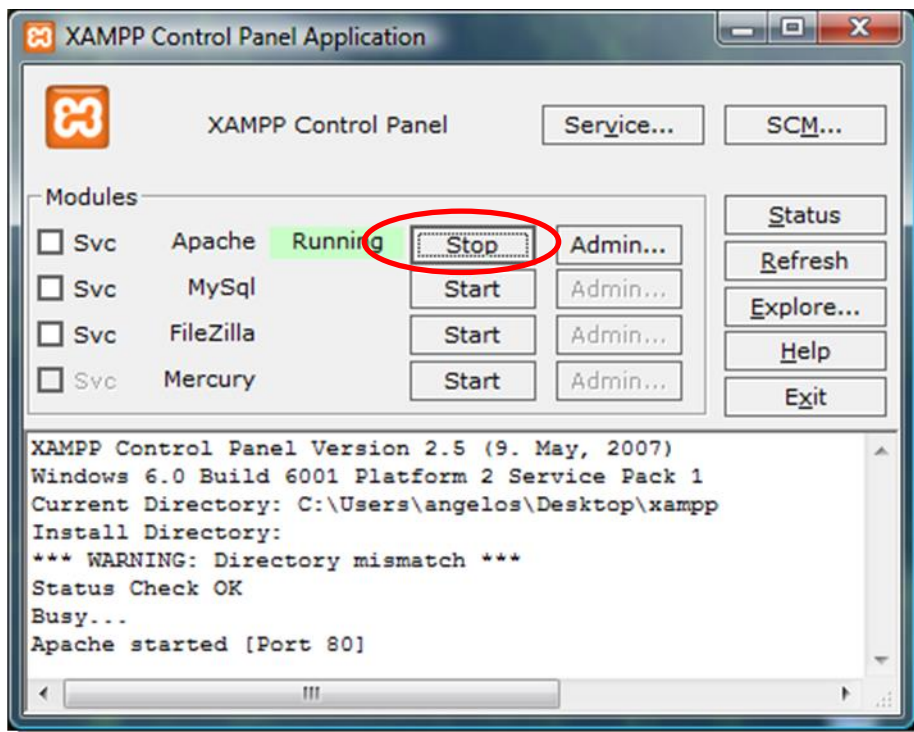 XAMPP Control Panel Application
XAMPP Control Panel Service... SCM...
Modules
Svc Apache Running Stop Admin...
Svc MySql Start Admin...
Svc FileZilla Start Admin...
Svc Mercury Start Admin...
Status
Refresh
Explore...
Help
Exit
XAMPP Control Panel Version 2.5 (9. May, 2007)
Windows 6.0 Build 6001 Platform 2 Service Pack 1
Current Directory: C:\Users\angelos\Desktop\xampp
Install Directory:
*** WARNING: Directory mismatch ***
Status Check OK
Busy...
Apache started [Port 80]